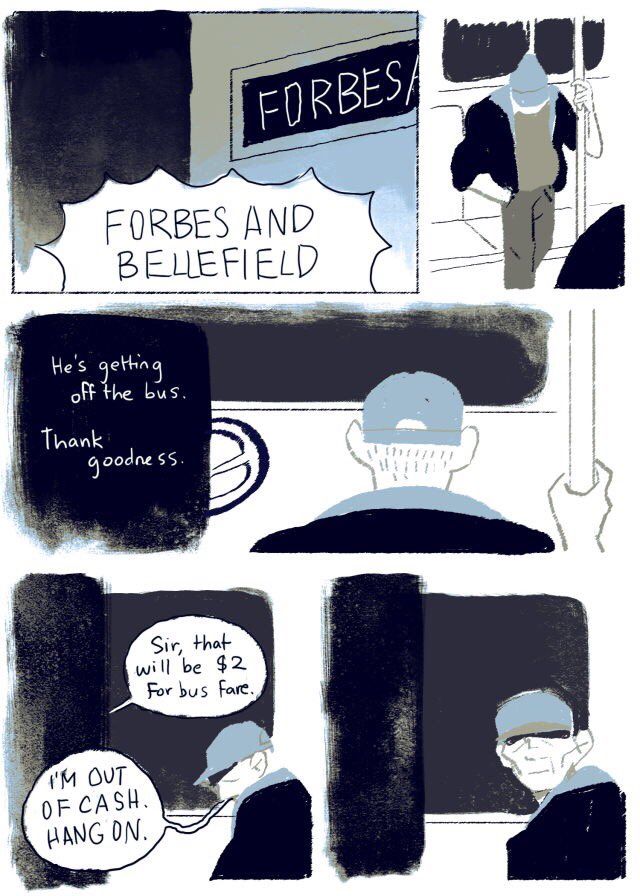 FORBES
FORBES AND
BELLEFIELD
He's getting
off the bus.
Thank
goodness.
Sir, that
will be $2
For bus fare.
I'M OUT
OF CASH.
HANG ON.